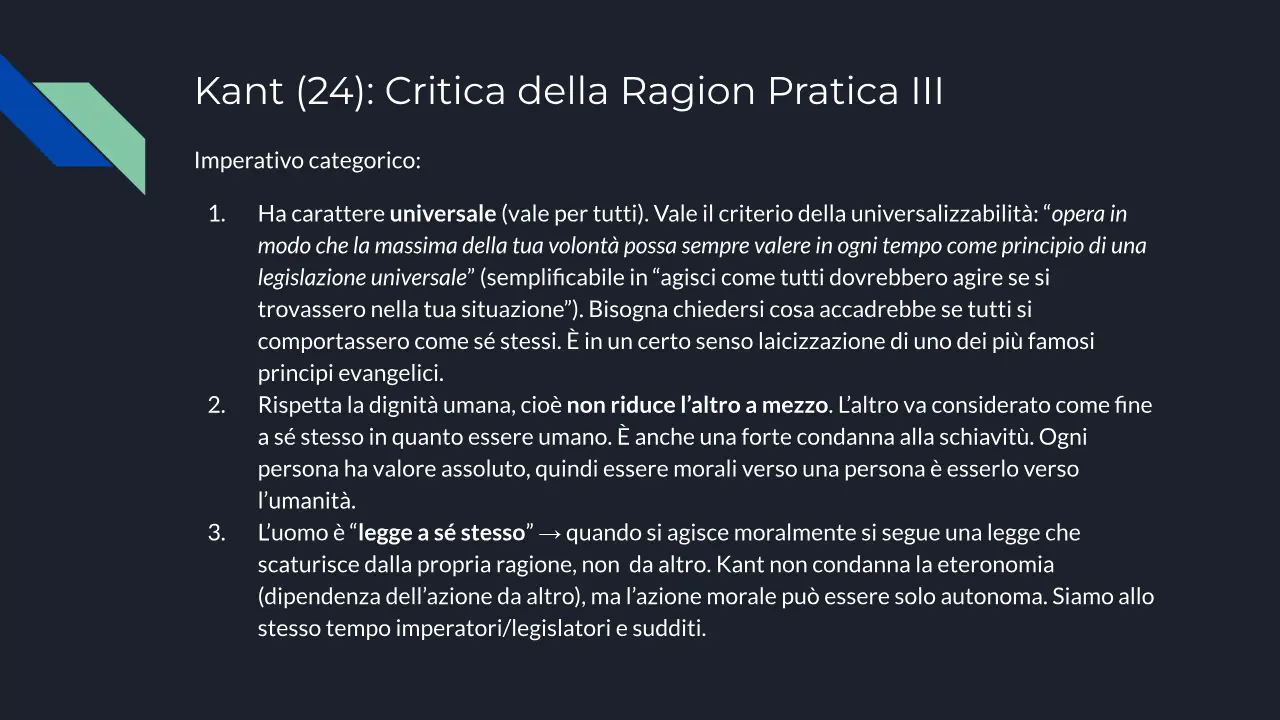 Kant (24): Critica della Ragion Pratica III
Imperativo categorico:
1. Ha carattere universale (vale per tutti). Vale il criterio della universalizzabilità: “opera in
modo che la massima della tua volontà possa sempre valere in ogni tempo come principio di una
legislazione universale” (semplificabile in “agisci come tutti dovrebbero agire se si
trovassero nella tua situazione”). Bisogna chiedersi cosa accadrebbe se tutti si
comportassero come sé stessi. È in un certo senso laicizzazione di uno dei più famosi
principi evangelici.
2. Rispetta la dignità umana, cioè non riduce l’altro a mezzo. L’altro va considerato come fine
a sé stesso in quanto essere umano. È anche una forte condanna alla schiavitù. Ogni
persona ha valore assoluto, quindi essere morali verso una persona è esserlo verso
l’umanità.
3. L’uomo è “legge a sé stesso” → quando si agisce moralmente si segue una legge che
scaturisce dalla propria ragione, non  da altro. Kant non condanna la eteronomia
(dipendenza dell’azione da altro), ma l’azione morale può essere solo autonoma. Siamo allo
stesso tempo imperatori/legislatori e sudditi.